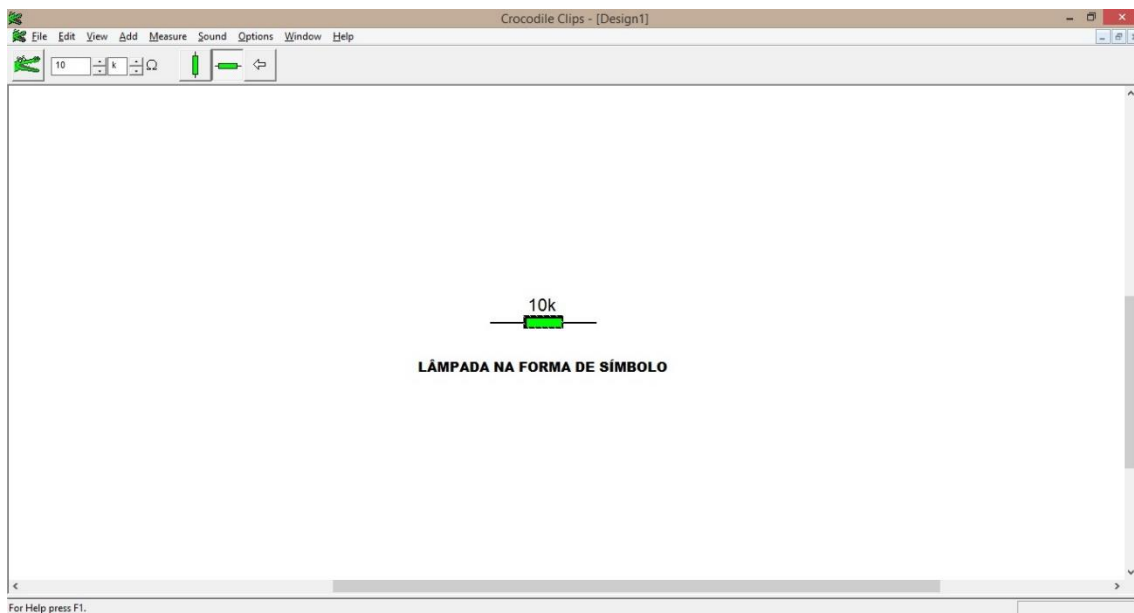 Crocodile Clips - [Design1]
File Edit View Add Measure Sound Options Window Help
10 k Ω
10k
LÂMPADA NA FORMA DE SÍMBOLO
For Help press F1.